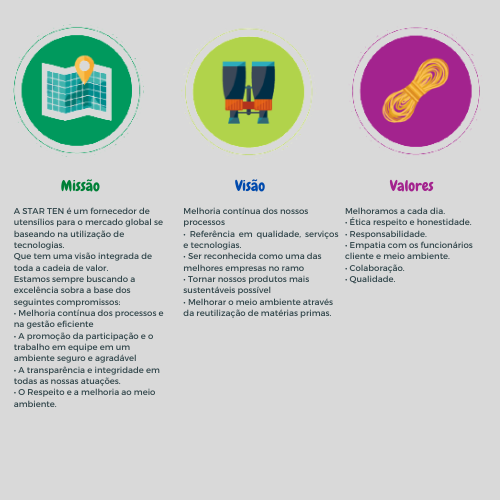 Missão
A STAR TEN é um fornecedor de
utensílios para o mercado global se
baseando na utilização de
tecnologias.
Que tem uma visão integrada de
toda a cadeia de valor.
Estamos sempre buscando a
excelência sobra a base dos
seguintes compromissos:
• Melhoria contínua dos processos e
na gestão eficiente
• A promoção da participação e o
trabalho em equipe em um
ambiente seguro e agradável
• A transparência e integridade em
todas as nossas atuações.
• O Respeito e a melhoria ao meio
ambiente.
Visão
Melhoria contínua dos nossos
processos
• Referência em qualidade, serviços
e tecnologias.
• Ser reconhecida como uma das
melhores empresas no ramo
• Tornar nossos produtos mais
sustentáveis possível
• Melhorar o meio ambiente através
da reutilização de matérias primas.
Valores
Melhoramos a cada dia.
• Ética respeito e honestidade.
• Responsabilidade.
• Empatia com os funcionários
cliente e meio ambiente.
• Colaboração.
• Qualidade.